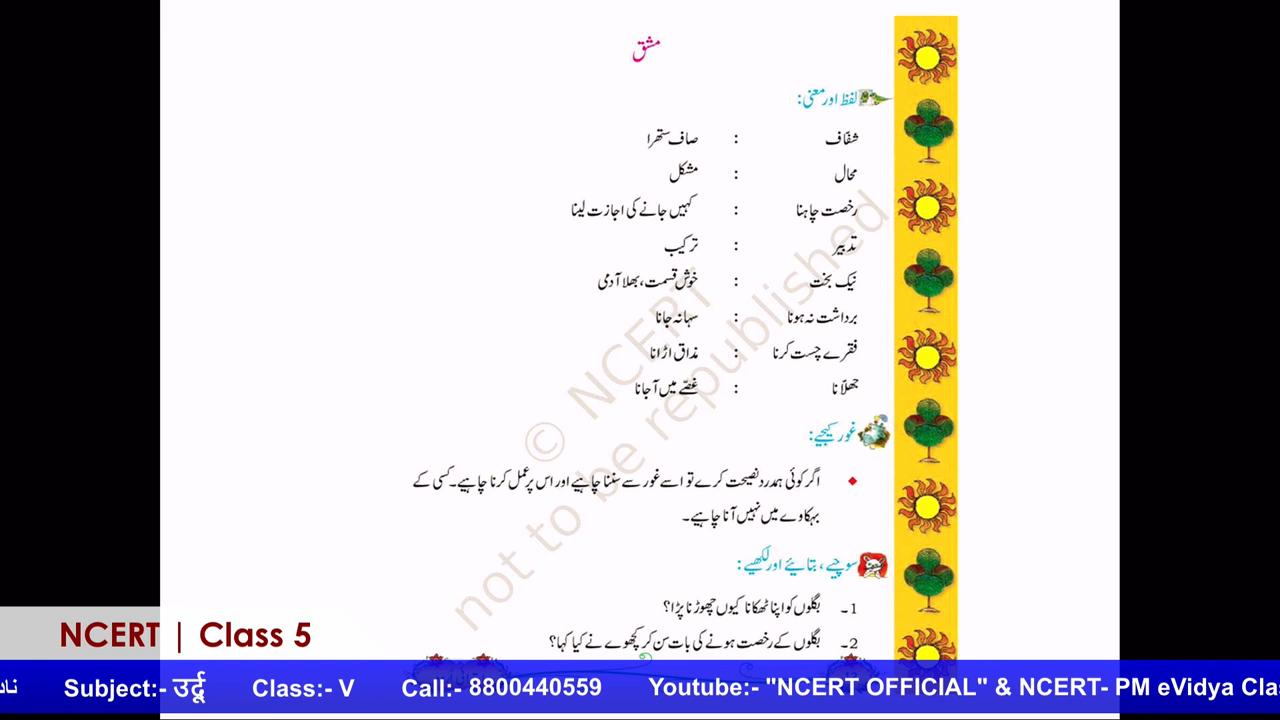 مشق
لفظ اور معنی:
شفّاف : صاف ستھرا
محال : مشکل
رخصت چاہنا : کہیں جانے کی اجازت لینا
تدبیر : ترکیب
نیک بخت : خوش قسمت، بھلا آدمی
برداشت نہ ہونا : سہا نہ جانا
فقرے چست کرنا : مذاق اڑانا
جھلّانا : غصّے میں آجانا
غور کیجیے:
اگر کوئی ہمدرد نصیحت کرے تو اسے غور سے سننا چاہیے اور اس پر عمل کرنا چاہیے۔ کسی کے
بہکاوے میں نہیں آنا چاہیے۔
سوچیے، بتائیے اور لکھیے:
1۔ بگلوں کو اپنا ٹھکانا کیوں چھوڑنا پڑا؟
2۔ بگلوں کے رخصت ہونے کی بات سن کر کچھوے نے کیا کہا؟
© NCERT
not to be republished
NCERT | Class 5
Subject:- उर्दू Class:- V Call:- 8800440559 Youtube:- "NCERT OFFICIAL" & NCERT- PM eVidya Clas